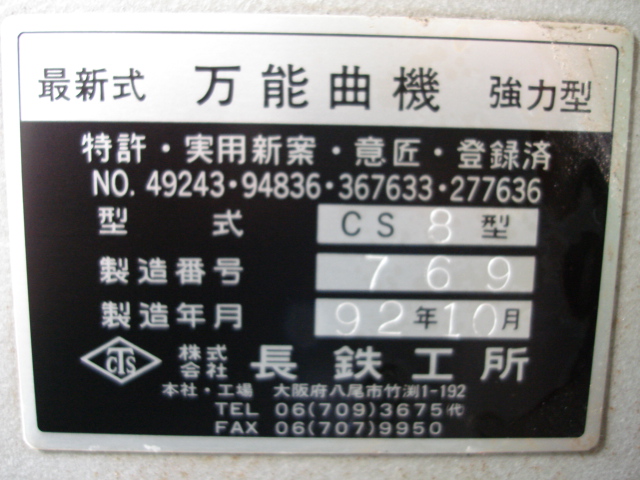 最新式 万能曲機 強力型
特許・実用新案・意匠・登録済
NO. 49243・94836・367633・277636
型式 CS 8 型
製造番号 769
製造年月 92年10月
CTS 株式会社 長鉄工所
本社・工場 大阪府八尾市竹渕1-192
TEL 06(709)3675代
FAX 06(707)9950